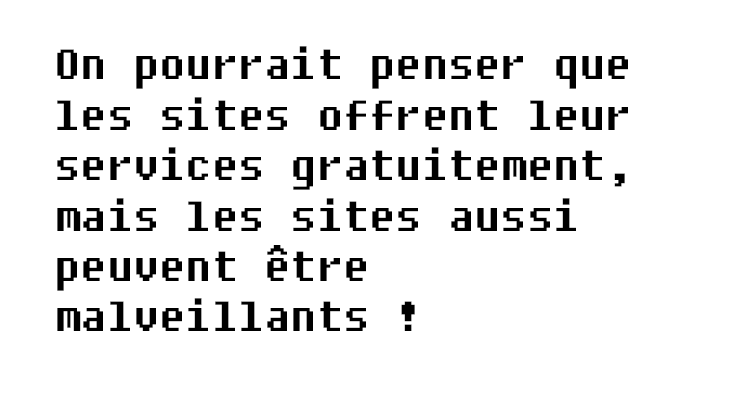 On pourrait penser que
les sites offrent leur
services gratuitement,
mais les sites aussi
peuvent être
malveillants !